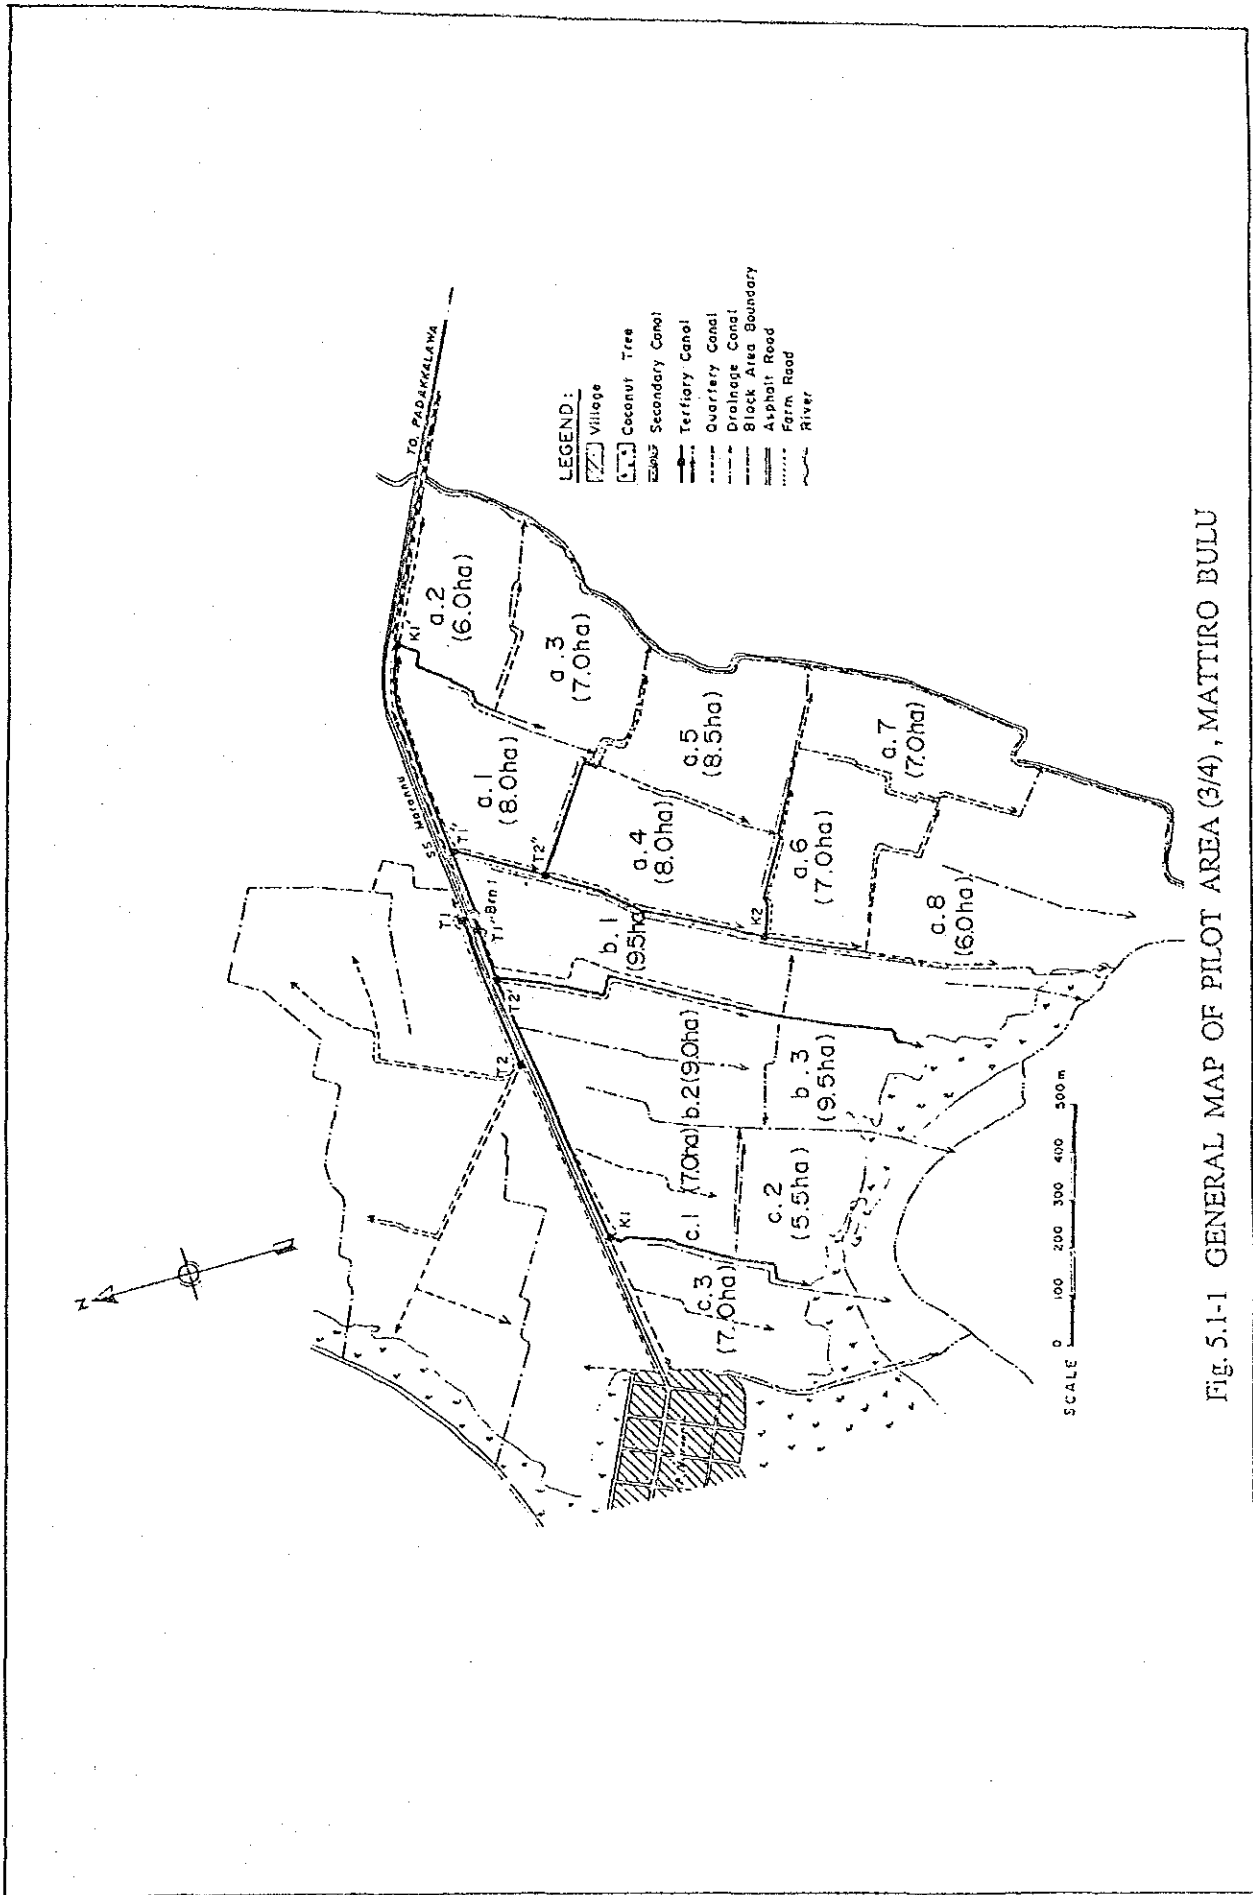 N
TO. PADAKKALAWA
LEGEND:
Village
Coconut Tree
Secondary Canal
Tertiary Canal
Quartery Canal
Drainage Canal
Block Area Boundary
Asphalt Road
Farm Road
River
K1'
a.2
(6.0ha)
a.3
(7.0ha)
SS.
T1''
a.1
(8.0ha)
T2''
a.4
(8.0ha)
a.5
(8.5ha)
a.7
(7.0ha)
a.6
(7.0ha)
K2
a.8
(6.0ha)
T1
T1'
b.1
(9.5ha
T2'
T2
b.2(9.0ha)
b.3
(9.5ha)
c.1 (7.0ha)
c.2
(5.5ha)
K1
c.3
(7.0ha)
SCALE 0 100 200 300 400 500 m
Fig. 5.1-1 GENERAL MAP OF PILOT AREA (3/4), MATTIRO BULU